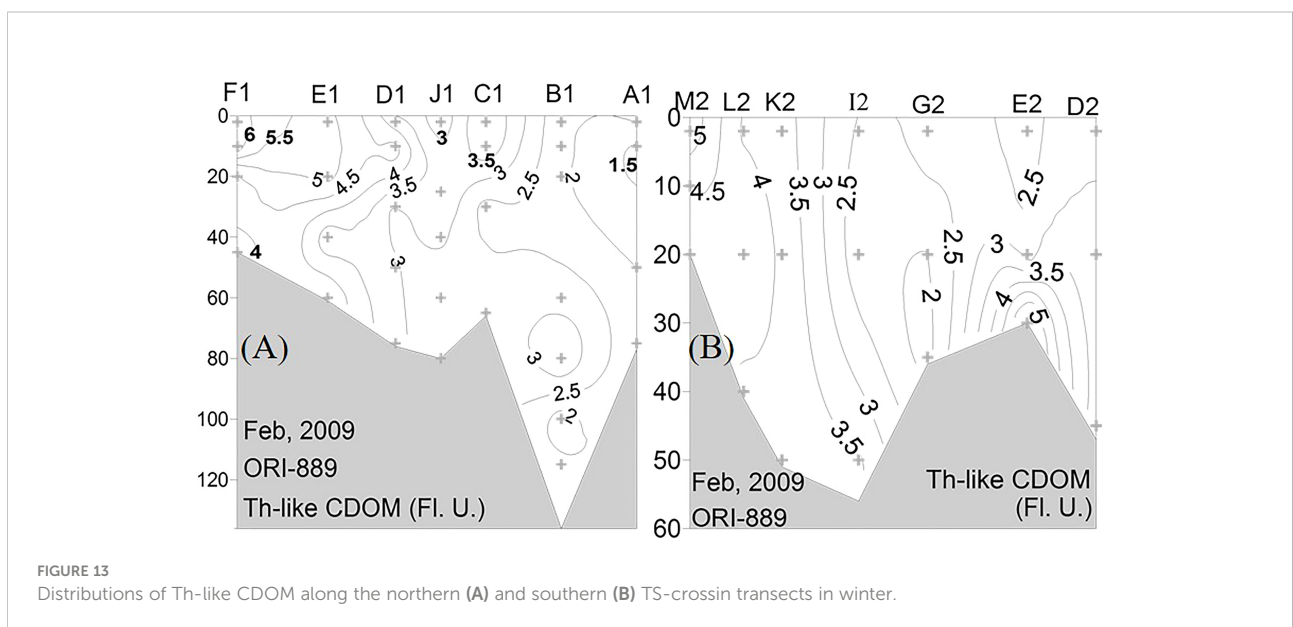 F1 E1 D1 J1 C1 B1 A1
0
20
40
60
80
100
120
6 5.5 5 4.5 4 3.5 3 3.5 3 2.5 2 1.5
4 3 3 2.5 2
(A)
Feb, 2009
ORI-889
Th-like CDOM (Fl. U.)
M2 L2 K2 I2 G2 E2 D2
0
10
20
30
40
50
60
5 4.5 4 3.5 3 2.5 2.5
2.5 2 3 3.5 4 5
3 3.5
(B)
Feb, 2009
ORI-889
Th-like CDOM
(Fl. U.)
FIGURE 13
Distributions of Th-like CDOM along the northern (A) and southern (B) TS-crossin transects in winter.